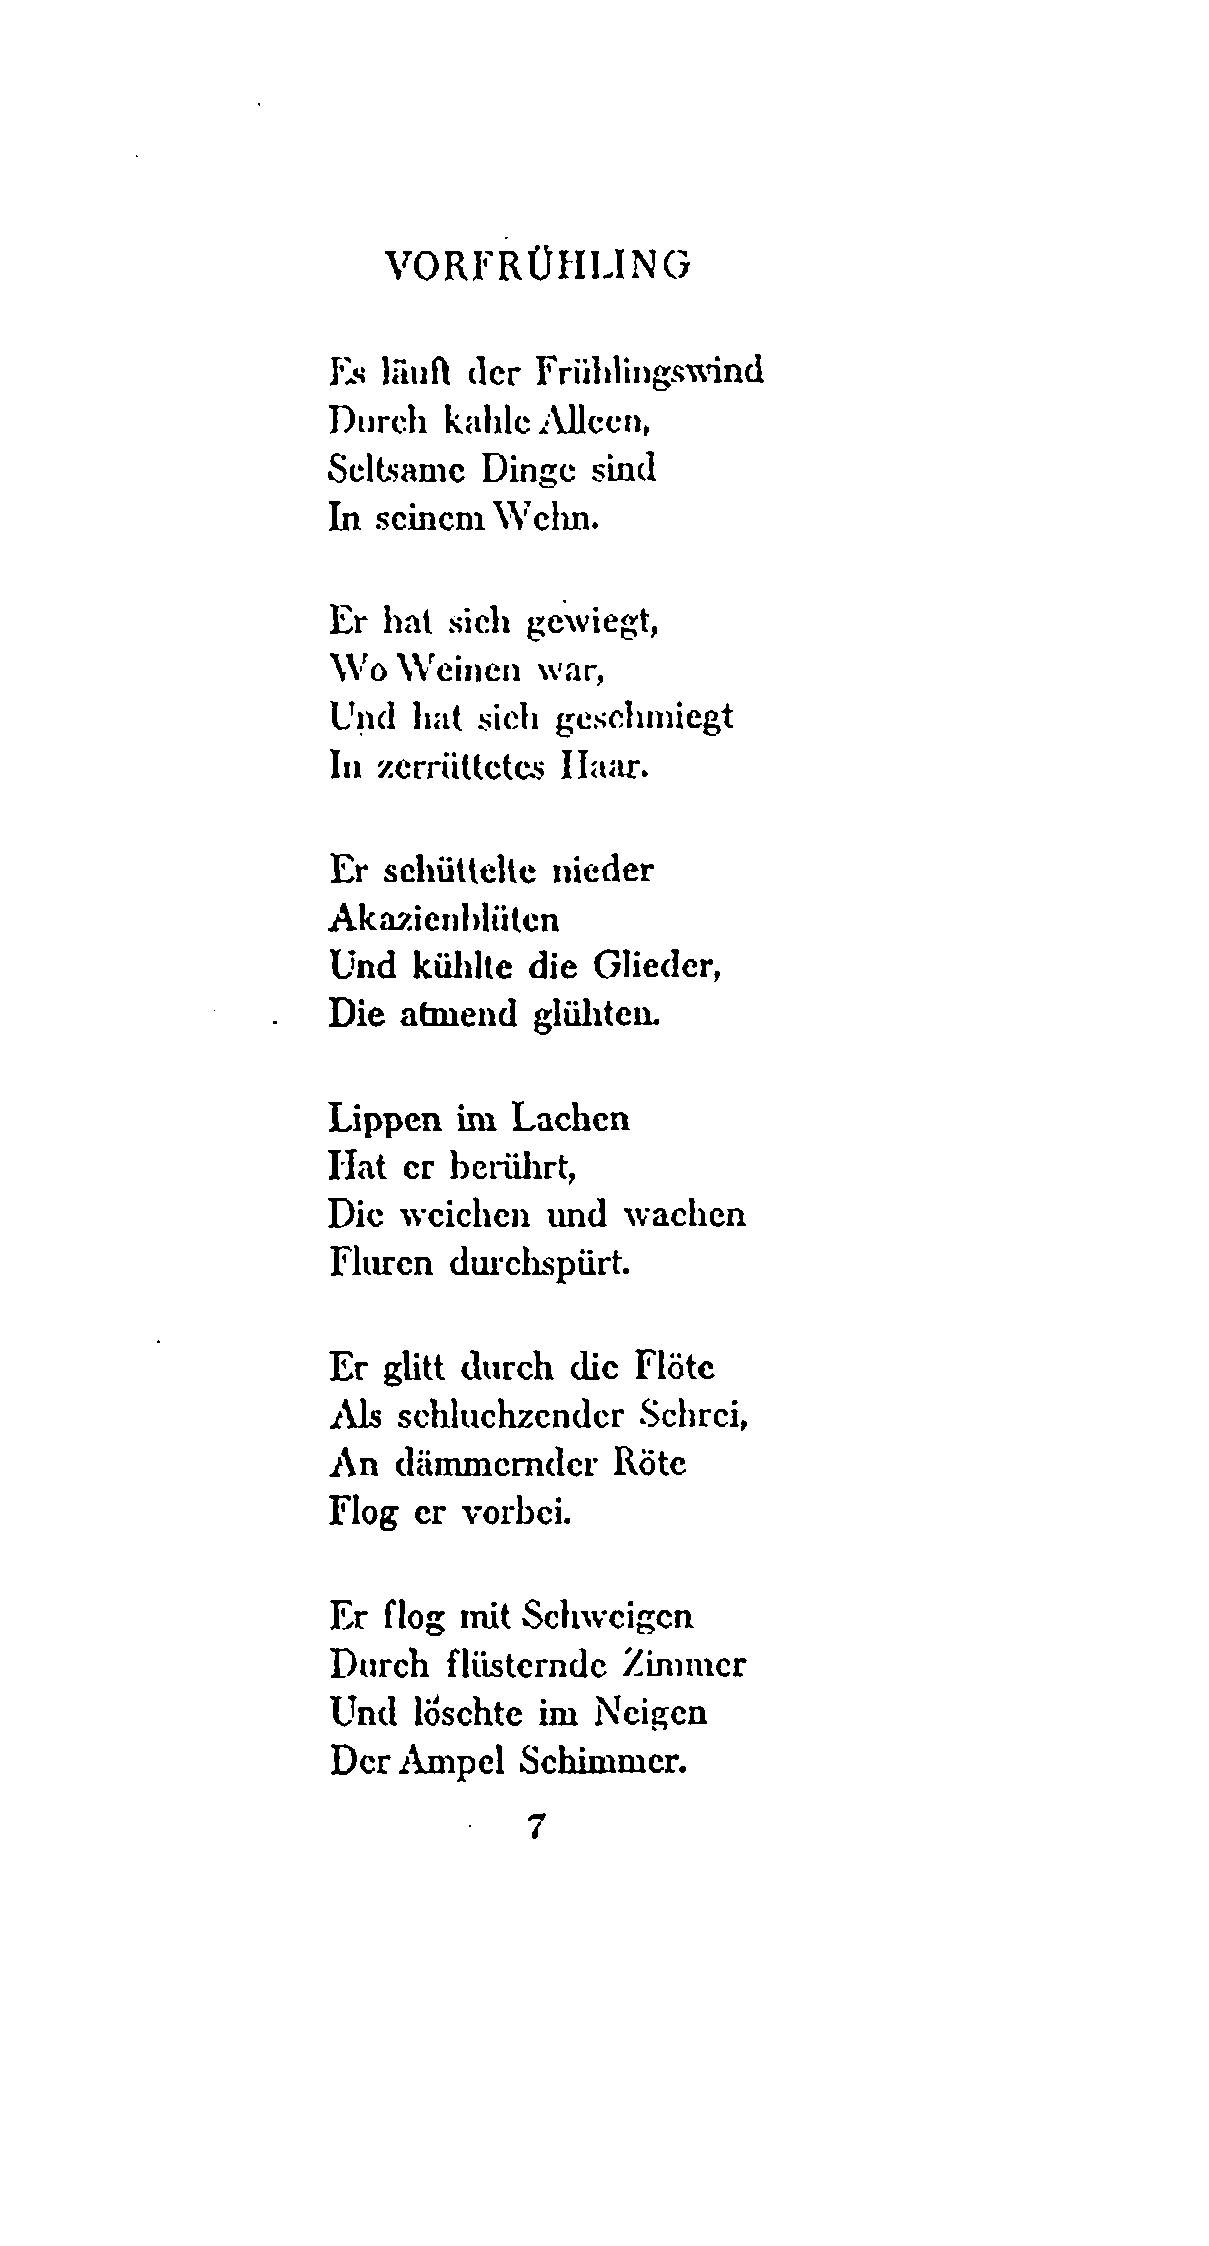 VORFRÜHLING
Es läuft der Frühlingswind
Durch kahle Alleen,
Seltsame Dinge sind
In seinem Wehn.
Er hat sich gewiegt,
Wo Weinen war,
Und hat sich geschmiegt
In zerrüttetes Haar.
Er schüttelte nieder
Akazienblüten
Und kühlte die Glieder,
Die atmend glühten.
Lippen im Lachen
Hat er berührt,
Die weichen und wachen
Fluren durchspürt.
Er glitt durch die Flöte
Als schluchzender Schrei,
An dämmernder Röte
Flog er vorbei.
Er flog mit Schweigen
Durch flüsternde Zimmer
Und löschte im Neigen
Der Ampel Schimmer.
7